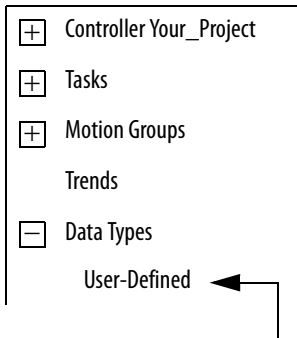 Controller Your_Project
Tasks
Motion Groups
Trends
Data Types
User-Defined